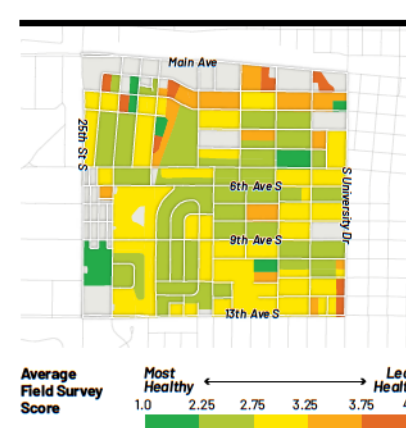 Main Ave
25th St S
6th Ave S
S University Dr
9th Ave S
13th Ave S
Average
Field Survey
Score
Most
Healthy
1.0 2.25 2.75 3.25 3.75